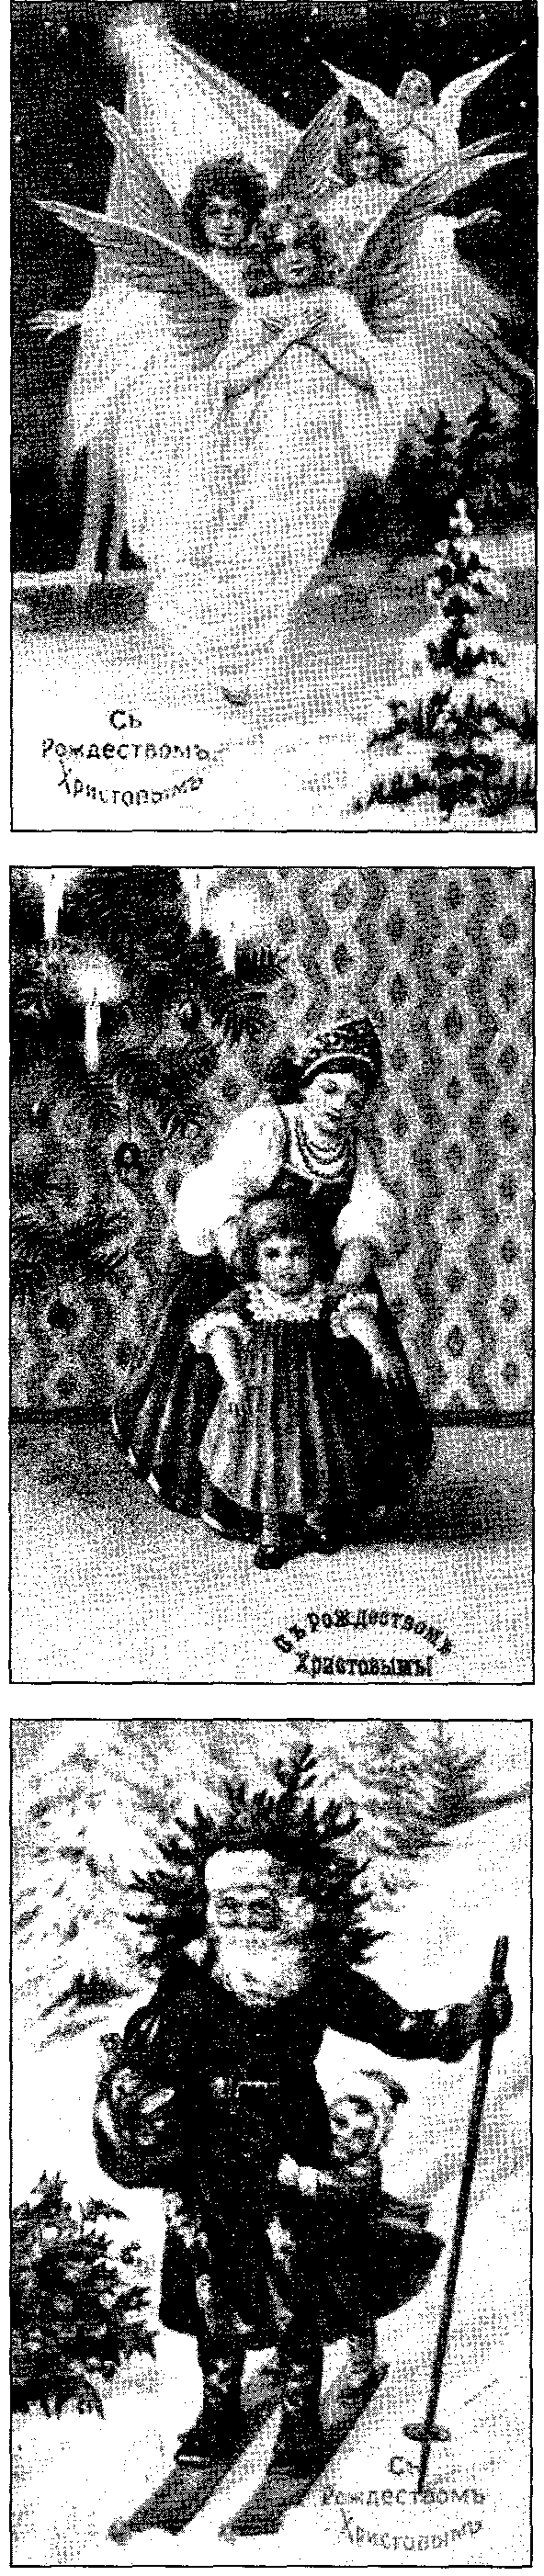 Съ
Рождествомъ
Христовымъ
Съ Рождествомъ
Христовымъ!
Съ
Рождествомъ
Христовымъ